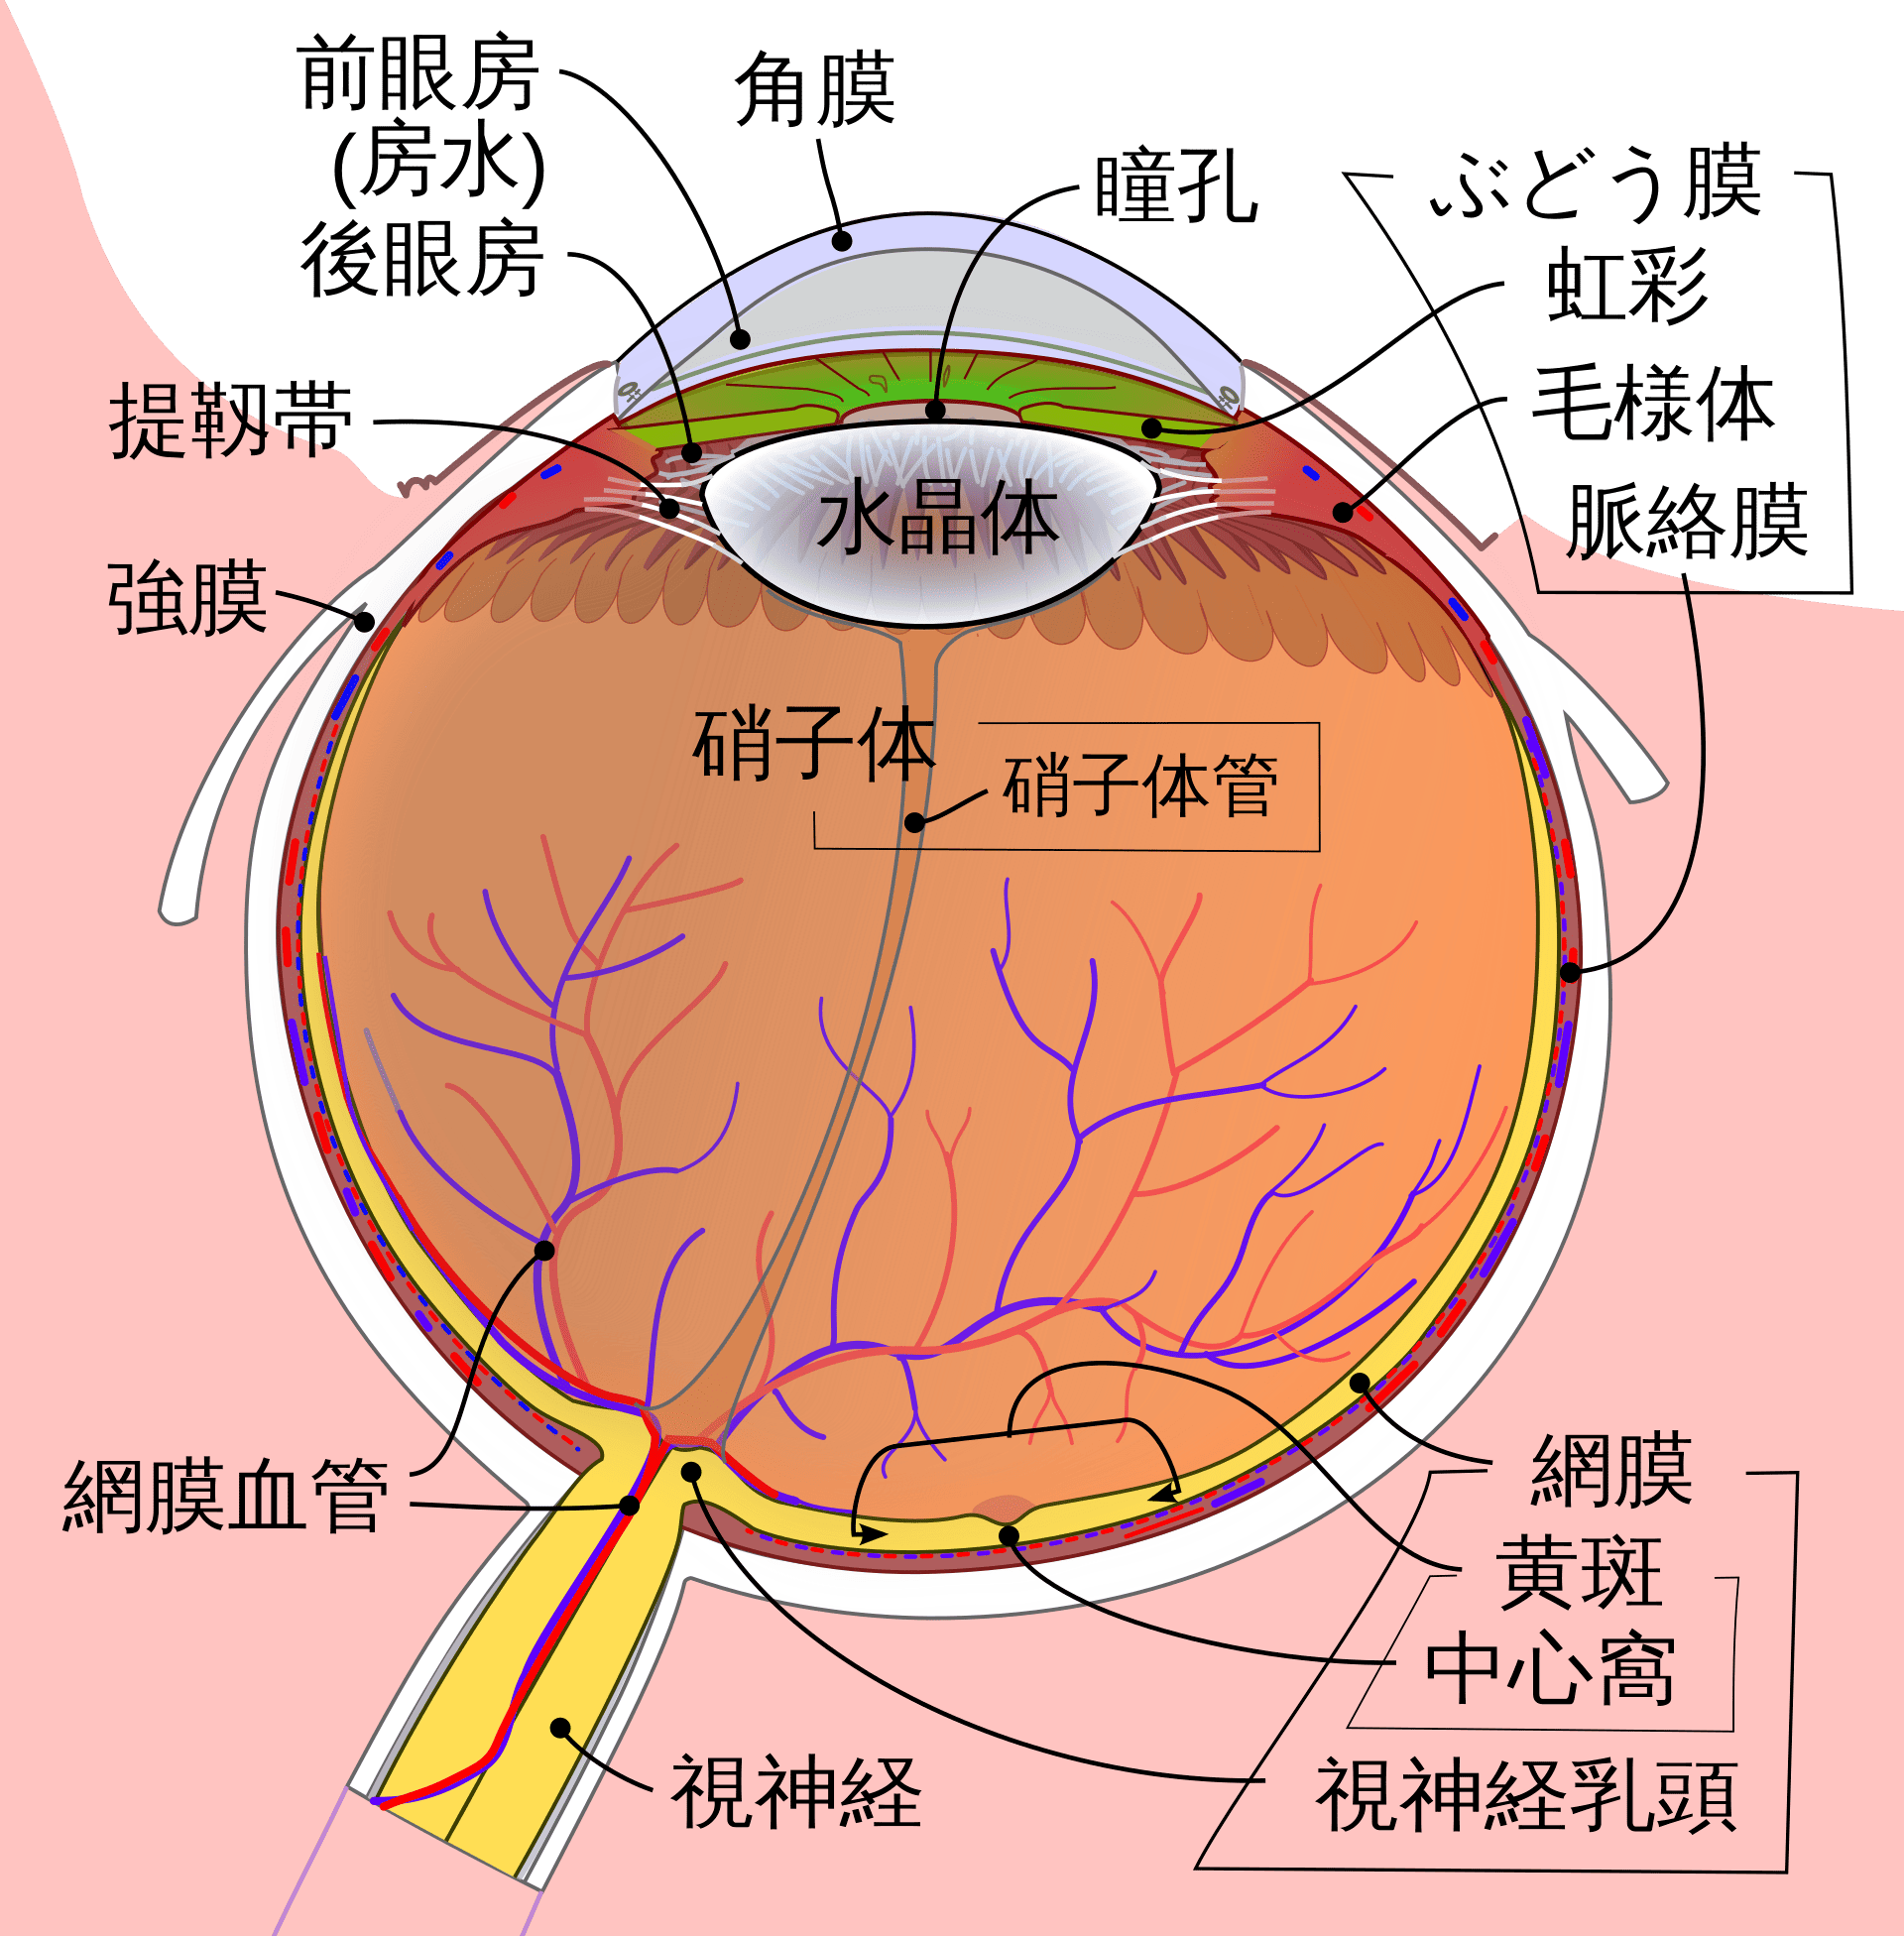 前眼房
(房水)
後眼房
角膜
瞳孔
ぶどう膜
虹彩
毛様体
脈絡膜
提靭帯
水晶体
強膜
硝子体
硝子体管
網膜血管
網膜
黄斑
中心窩
視神経
視神経乳頭